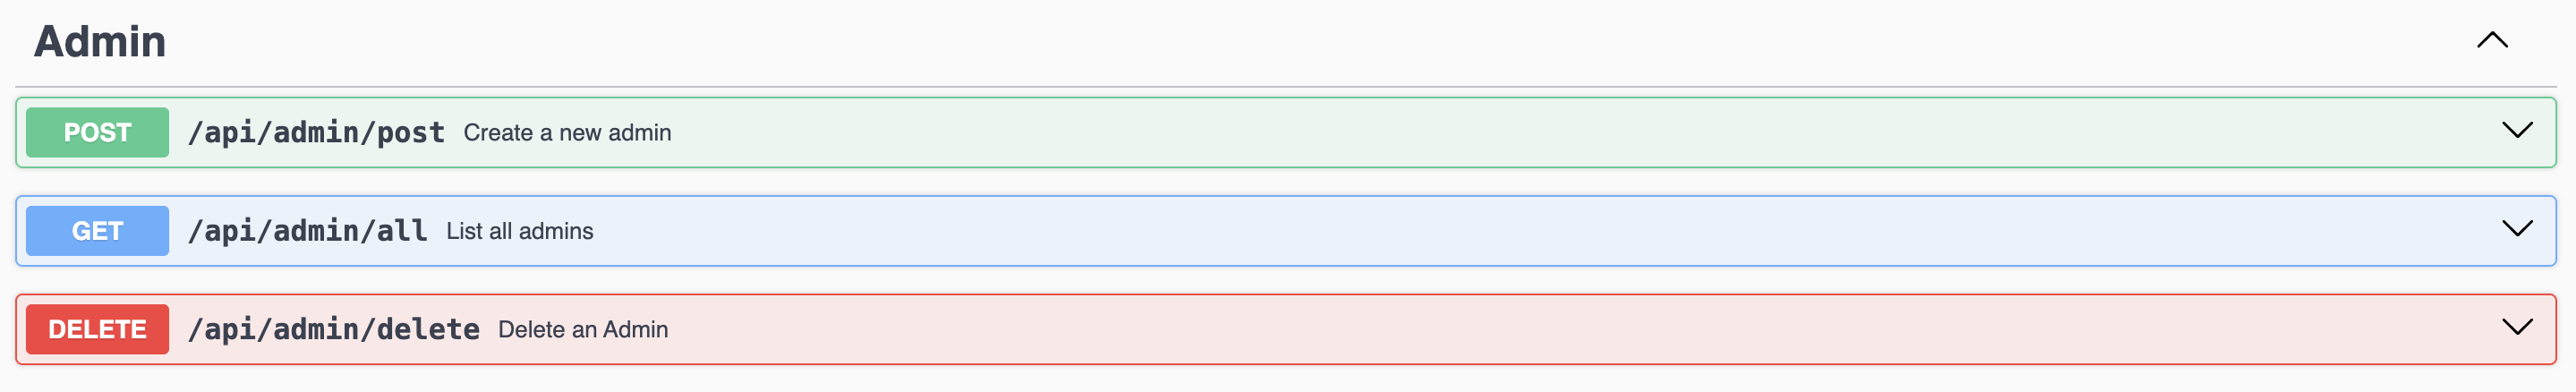 Admin
POST /api/admin/post Create a new admin
GET /api/admin/all List all admins
DELETE /api/admin/delete Delete an Admin